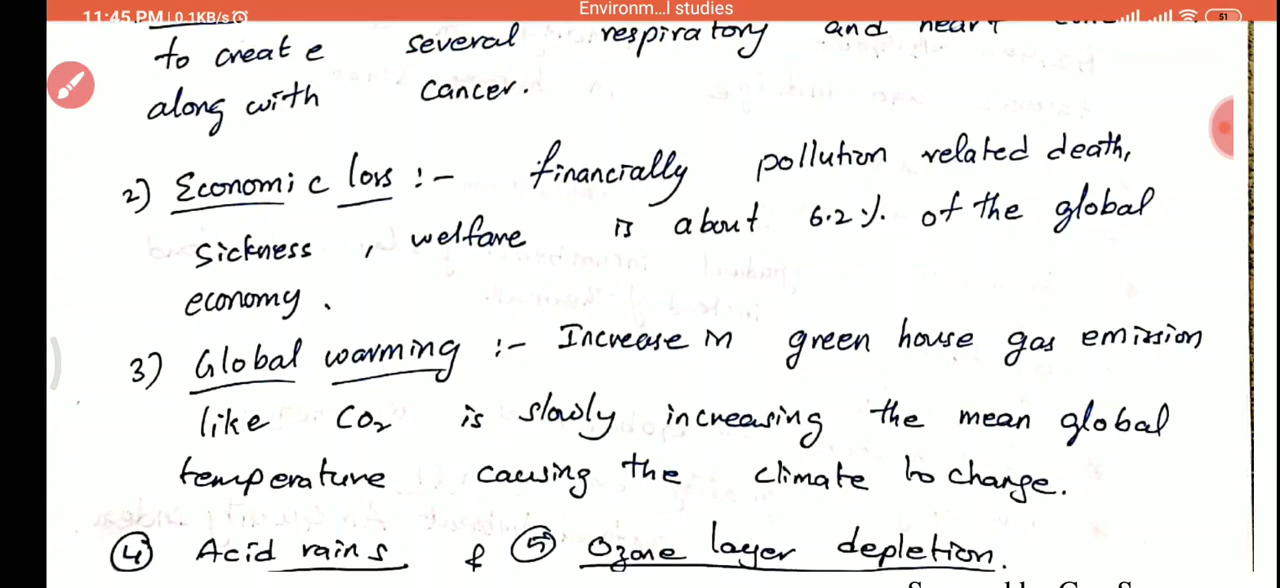 11:45 PM | 0.1KB/s
Environm...l studies
51
to create several respiratory and heart
along with cancer.
2) Economic loss :- financially pollution related death,
sickness, welfare is about 6.2%. of the global
economy.
3) Global warming :- Increase in green house gas emission
like CO₂ is slowly increasing the mean global
temperature causing the climate to change.
④ Acid rains & ⑤ Ozone layer depletion.